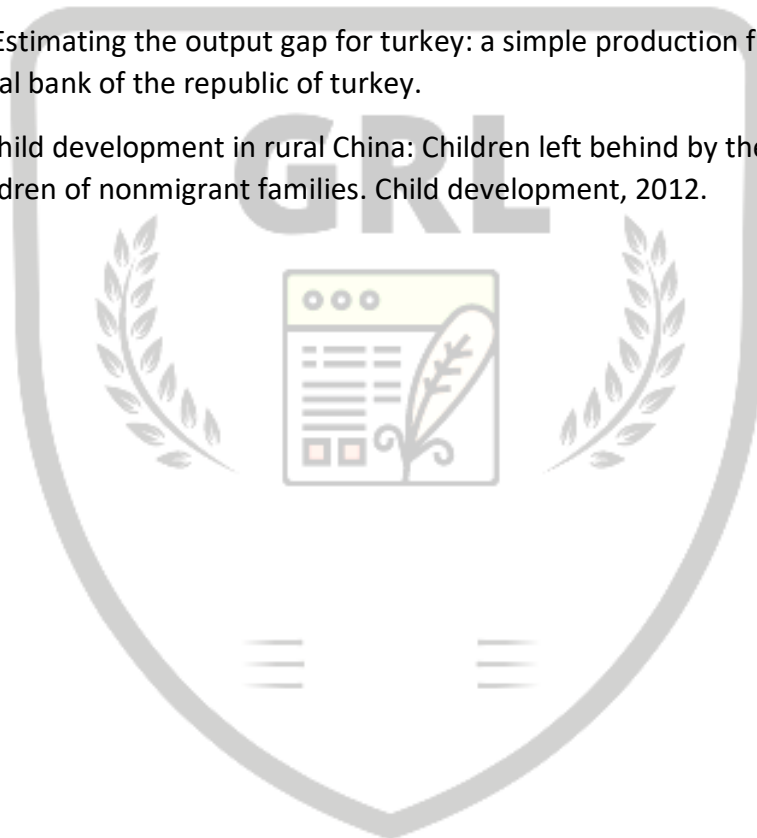 Estimating the output gap for turkey: a simple production f
al bank of the republic of turkey.
hild development in rural China: Children left behind by the
dren of nonmigrant families. Child development, 2012.
GRL